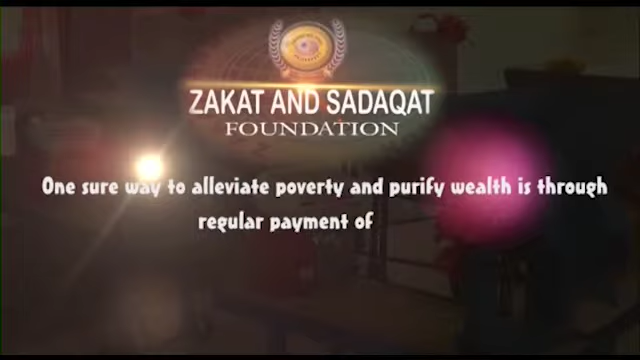 ZAKAT AND SADAQAT
FOUNDATION
One sure way to alleviate poverty and purify wealth is through
regular payment of